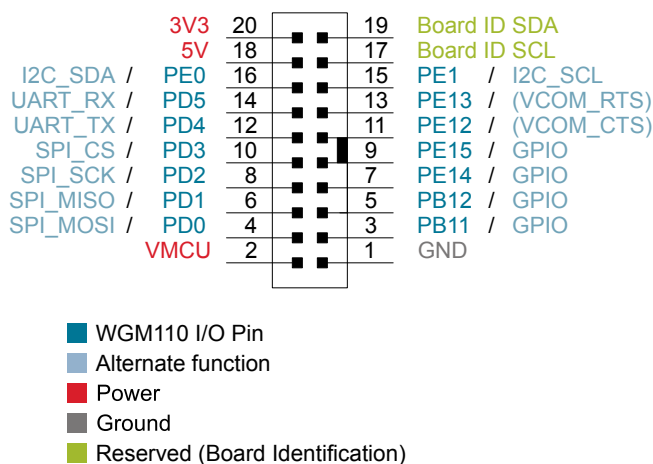 3V3 20 19 Board ID SDA
5V 18 17 Board ID SCL
I2C_SDA / PE0 16 15 PE1 / I2C_SCL
UART_RX / PD5 14 13 PE13 / (VCOM_RTS)
UART_TX / PD4 12 11 PE12 / (VCOM_CTS)
SPI_CS / PD3 10 9 PE15 / GPIO
SPI_SCK / PD2 8 7 PE14 / GPIO
SPI_MISO / PD1 6 5 PB12 / GPIO
SPI_MOSI / PD0 4 3 PB11 / GPIO
VMCU 2 1 GND
WGM110 I/O Pin
Alternate function
Power
Ground
Reserved (Board Identification)